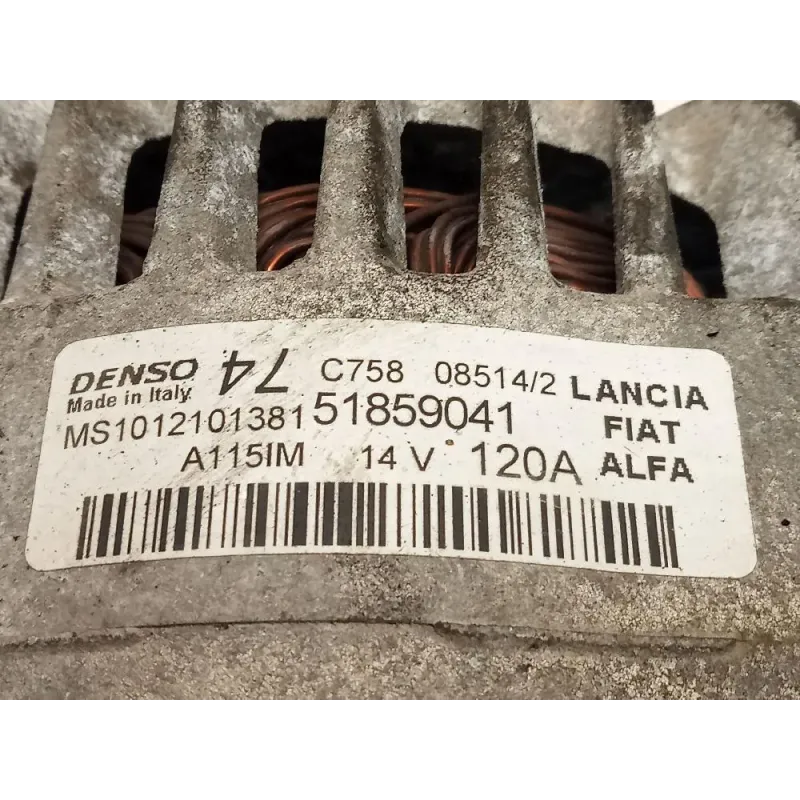 DENSO 74 C758 08514/2 LANCIA
Made in Italy
MS1012101381 51859041 FIAT
A115IM 14 V 120A ALFA